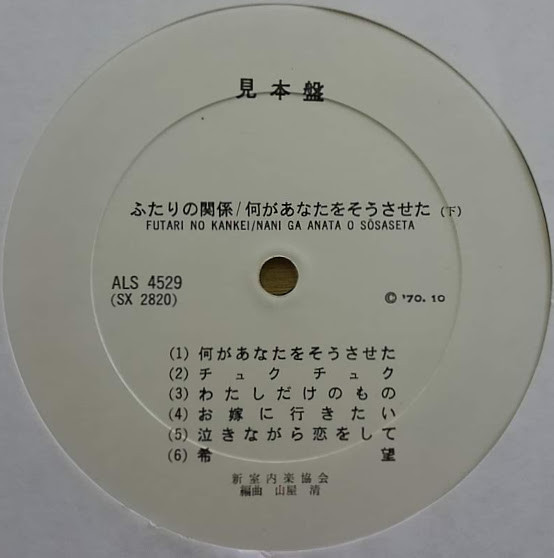 見本盤
ふたりの関係/何があなたをそうさせた (下)
FUTARI NO KANKEI/NANI GA ANATA O SŌSASETA
ALS 4529
(SX 2820)
© '70. 10
(1) 何があなたをそうさせた
(2) チュクチュク
(3) わたしだけのもの
(4) お嫁に行きたい
(5) 泣きながら恋をして
(6) 希望
新室内楽協会
編曲 山屋 清